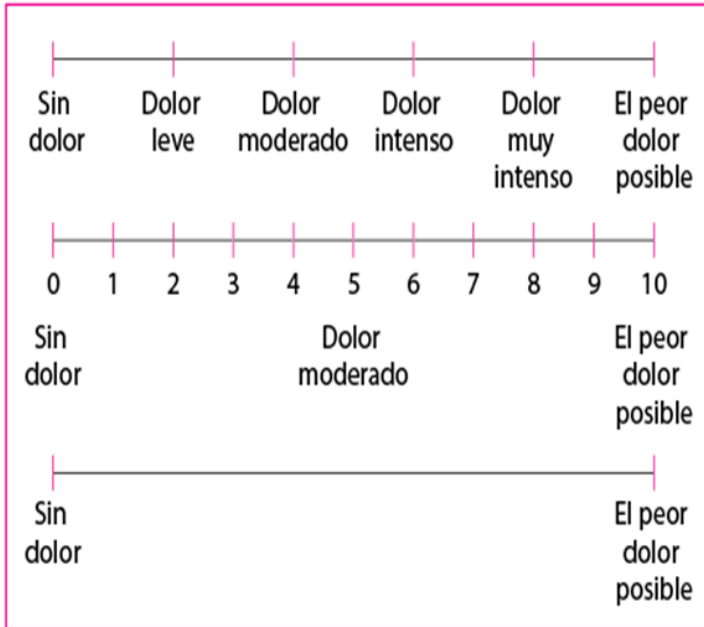 Sin Dolor Dolor Dolor Dolor El peor
dolor leve moderado intenso muy dolor
intenso posible
0 1 2 3 4 5 6 7 8 9 10
Sin Dolor El peor
dolor moderado dolor
posible
Sin El peor
dolor dolor
posible